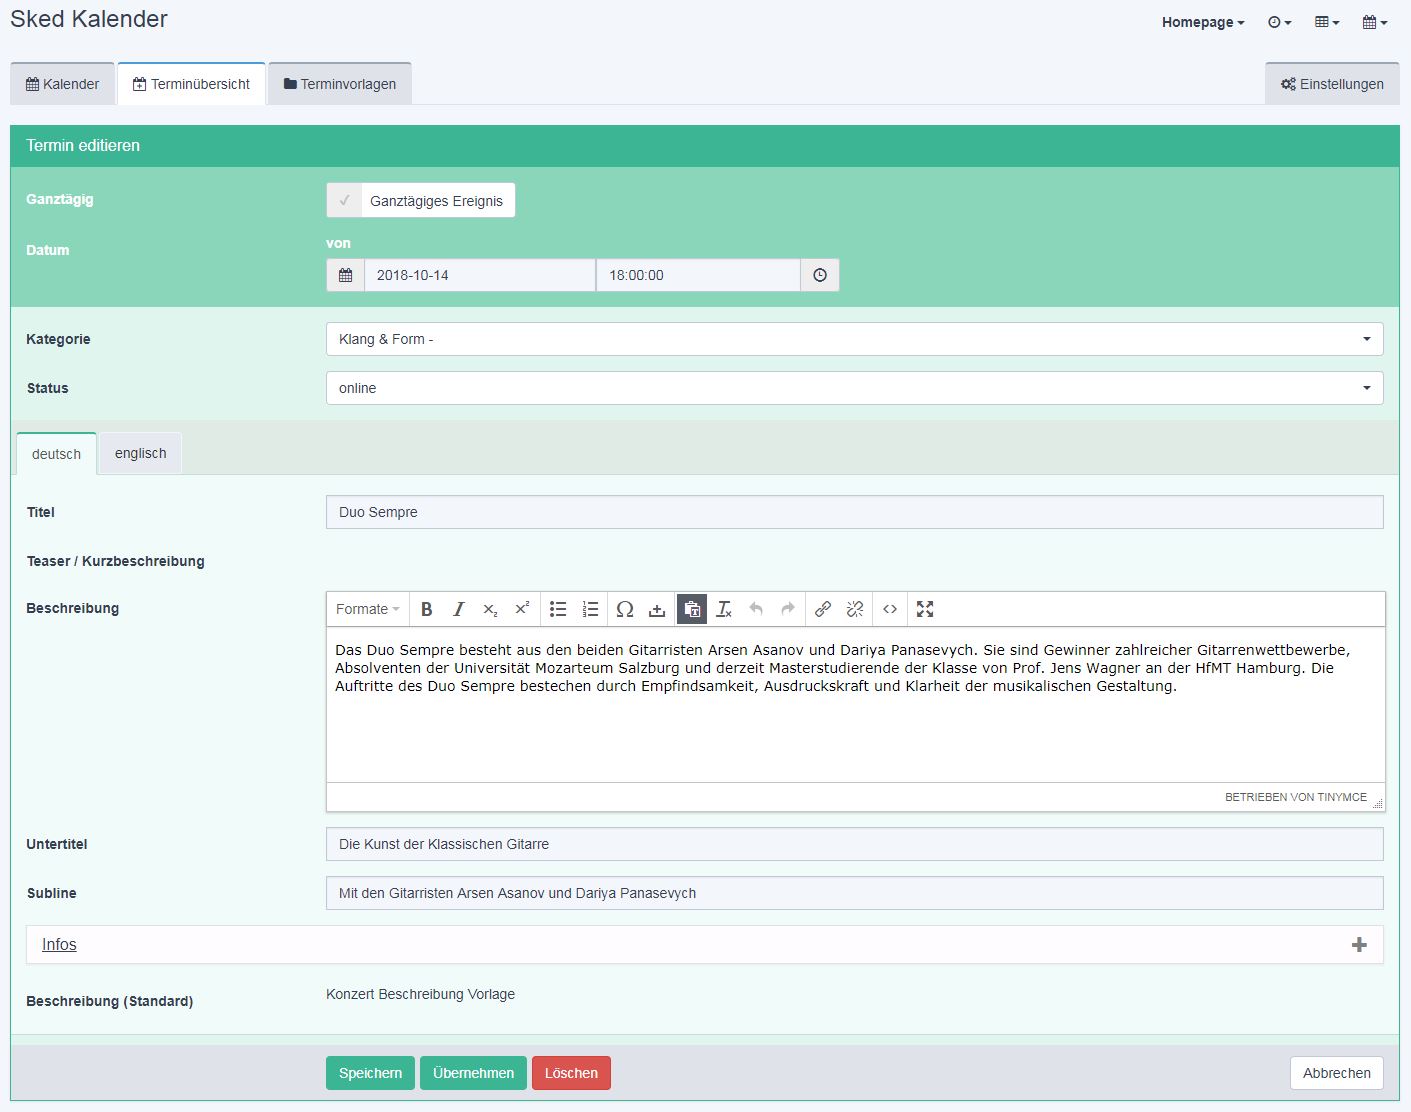 Sked Kalender
Homepage
Kalender
Terminübersicht
Terminvorlagen
Einstellungen
Termin editieren
Ganztägig
Ganztägiges Ereignis
Datum
von
2018-10-14
18:00:00
Kategorie
Klang & Form -
Status
online
deutsch
englisch
Titel
Duo Sempre
Teaser / Kurzbeschreibung
Beschreibung
Formate
Das Duo Sempre besteht aus den beiden Gitarristen Arsen Asanov und Dariya Panasevych. Sie sind Gewinner zahlreicher Gitarrenwettbewerbe,
Absolventen der Universität Mozarteum Salzburg und derzeit Masterstudierende der Klasse von Prof. Jens Wagner an der HfMT Hamburg. Die
Auftritte des Duo Sempre bestechen durch Empfindsamkeit, Ausdruckskraft und Klarheit der musikalischen Gestaltung.
BETRIEBEN VON TINYMCE
Untertitel
Die Kunst der Klassischen Gitarre
Subline
Mit den Gitarristen Arsen Asanov und Dariya Panasevych
Infos
Beschreibung (Standard)
Konzert Beschreibung Vorlage
Speichern
Übernehmen
Löschen
Abbrechen